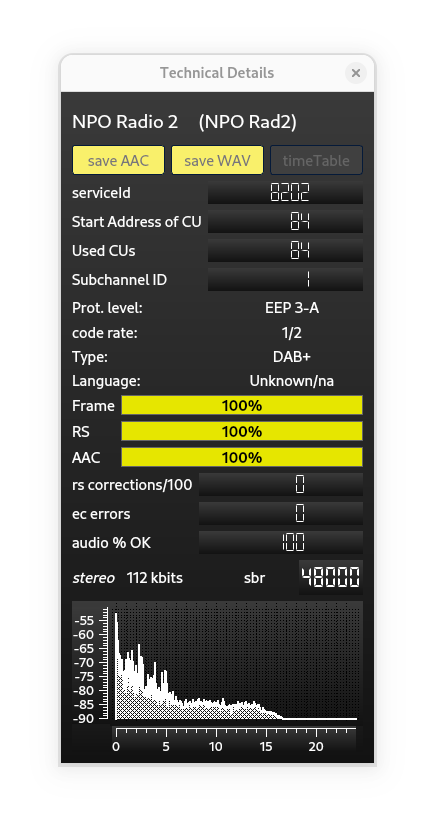 Technical Details
NPO Radio 2 (NPO Rad2)
save AAC save WAV timeTable
serviceId 8202
Start Address of CU 84
Used CUs 84
Subchannel ID 1
Prot. level: EEP 3-A
code rate: 1/2
Type: DAB+
Language: Unknown/na
Frame 100%
RS 100%
AAC 100%
rs corrections/100 0
ec errors 0
audio % OK 100
stereo 112 kbits sbr 48000
-55
-60
-65
-70
-75
-80
-85
-90
0 5 10 15 20